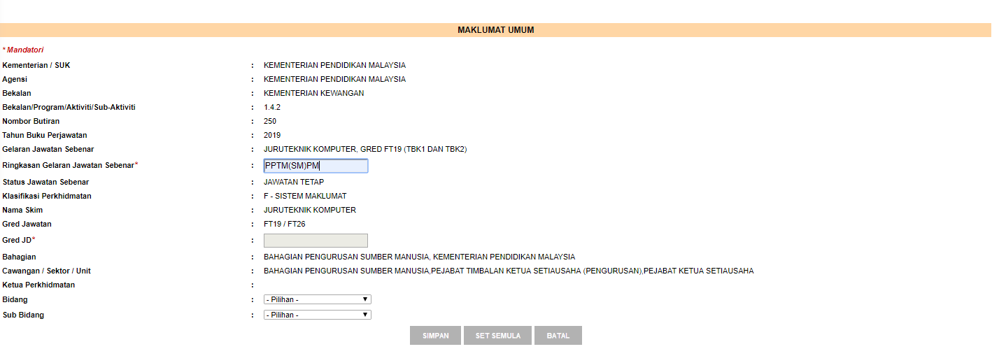 MAKLUMAT UMUM
*Mandatori
Kementerian / SUK : KEMENTERIAN PENDIDIKAN MALAYSIA
Agensi : KEMENTERIAN PENDIDIKAN MALAYSIA
Bekalan : KEMENTERIAN KEWANGAN
Bekalan/Program/Aktiviti/Sub-Aktiviti : 1.4.2
Nombor Butiran : 250
Tahun Buku Perjawatan : 2019
Gelaran Jawatan Sebenar : JURUTEKNIK KOMPUTER, GRED FT19 (TBK1 DAN TBK2)
Ringkasan Gelaran Jawatan Sebenar* : PPTM(SM)PM
Status Jawatan Sebenar : JAWATAN TETAP
Klasifikasi Perkhidmatan : F - SISTEM MAKLUMAT
Nama Skim : JURUTEKNIK KOMPUTER
Gred Jawatan : FT19 / FT26
Gred JD* :
Bahagian : BAHAGIAN PENGURUSAN SUMBER MANUSIA, KEMENTERIAN PENDIDIKAN MALAYSIA
Cawangan / Sektor / Unit : BAHAGIAN PENGURUSAN SUMBER MANUSIA,PEJABAT TIMBALAN KETUA SETIAUSAHA (PENGURUSAN),PEJABAT KETUA SETIAUSAHA
Ketua Perkhidmatan :
Bidang : - Pilihan -
Sub Bidang : - Pilihan -
SIMPAN SET SEMULA BATAL